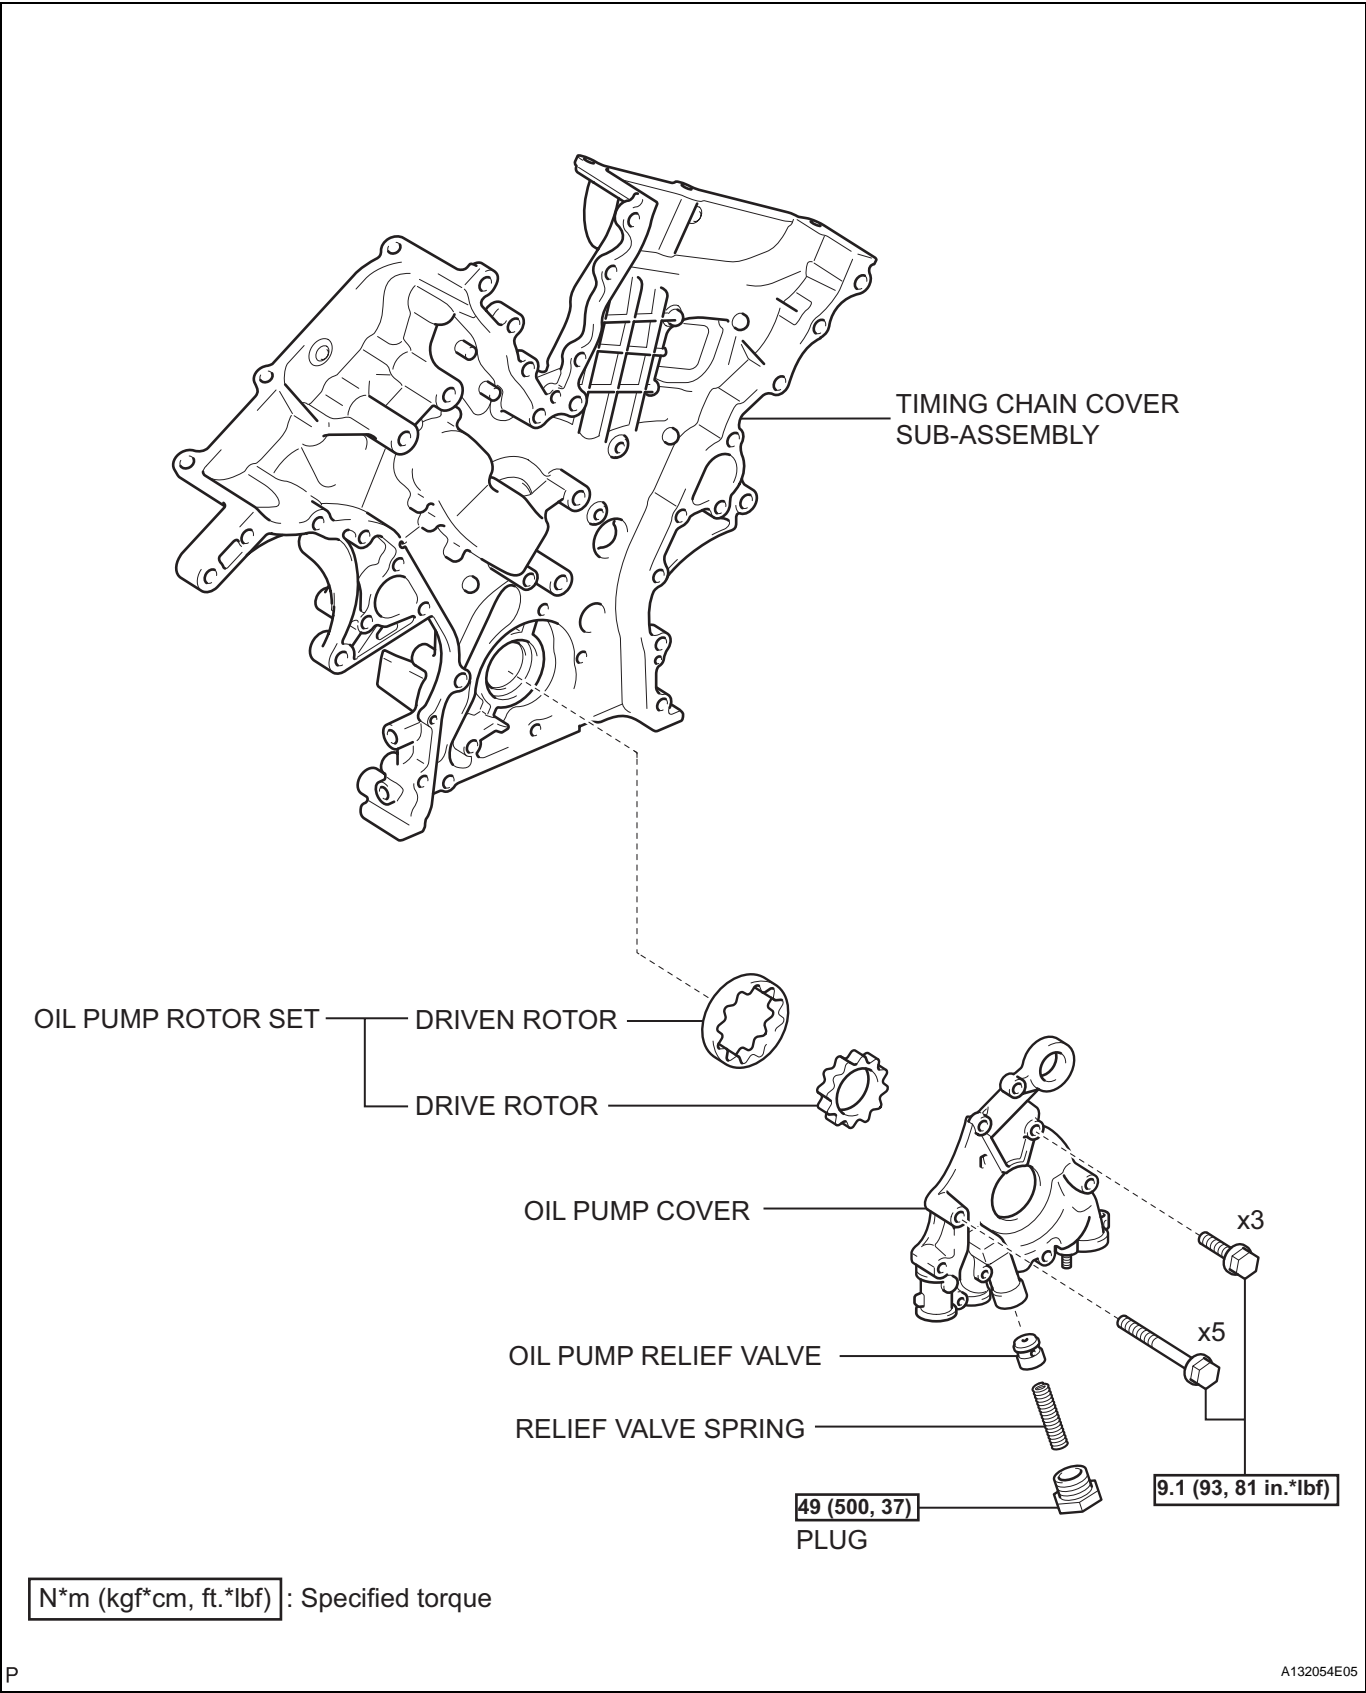 TIMING CHAIN COVER
SUB-ASSEMBLY
OIL PUMP ROTOR SET
DRIVEN ROTOR
DRIVE ROTOR
OIL PUMP COVER
x3
x5
OIL PUMP RELIEF VALVE
RELIEF VALVE SPRING
9.1 (93, 81 in.*lbf)
49 (500, 37)
PLUG
N*m (kgf*cm, ft.*lbf) : Specified torque
P
A132054E05